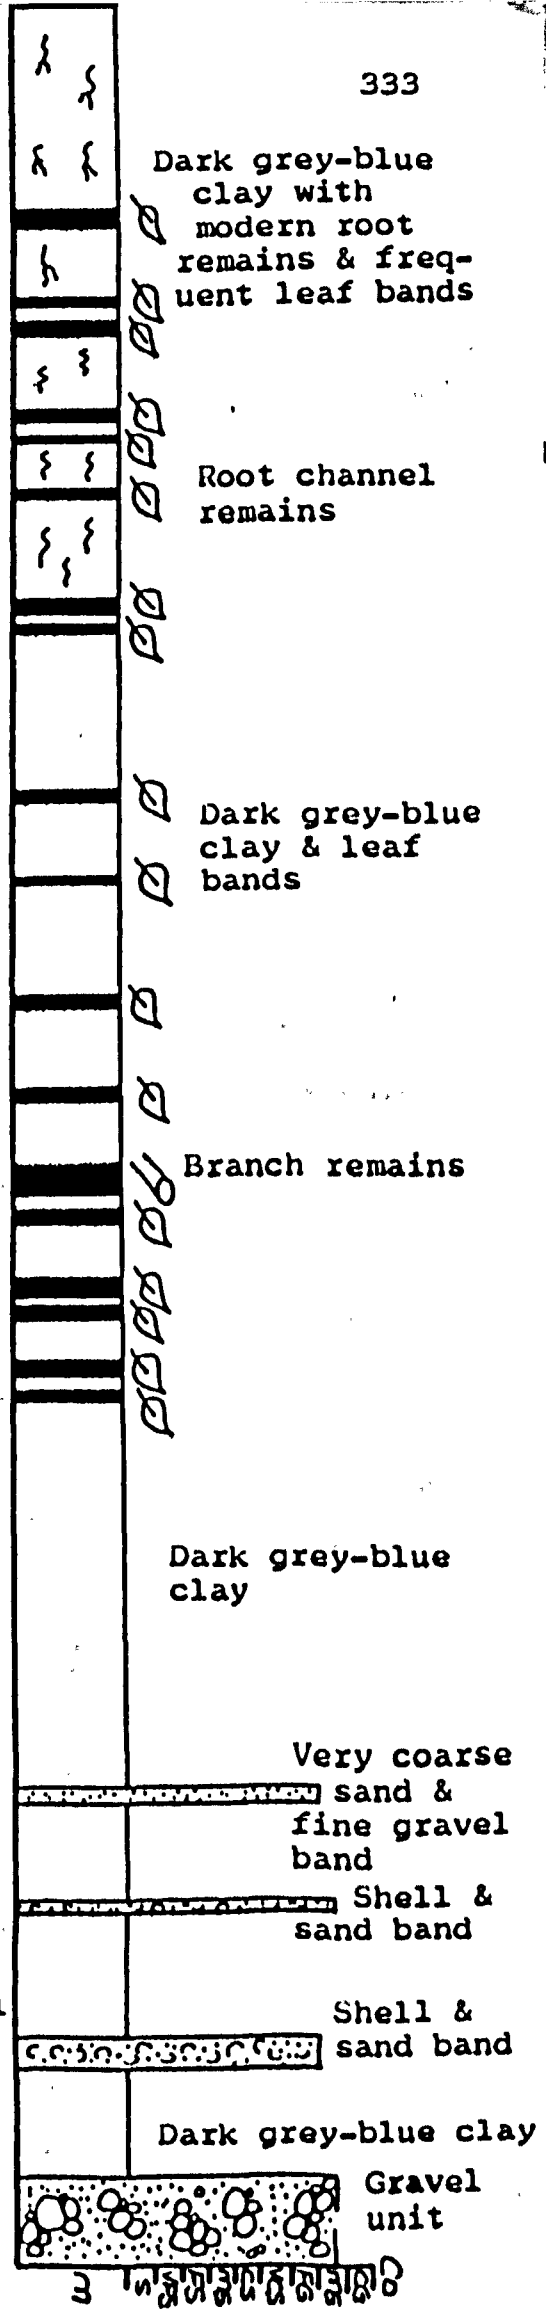 333
Dark grey-blue
clay with
modern root
remains & freq-
uent leaf bands
Root channel
remains
Dark grey-blue
clay & leaf
bands
Branch remains
Dark grey-blue
clay
Very coarse
sand &
fine gravel
band
Shell &
sand band
Shell &
sand band
Dark grey-blue clay
Gravel
unit